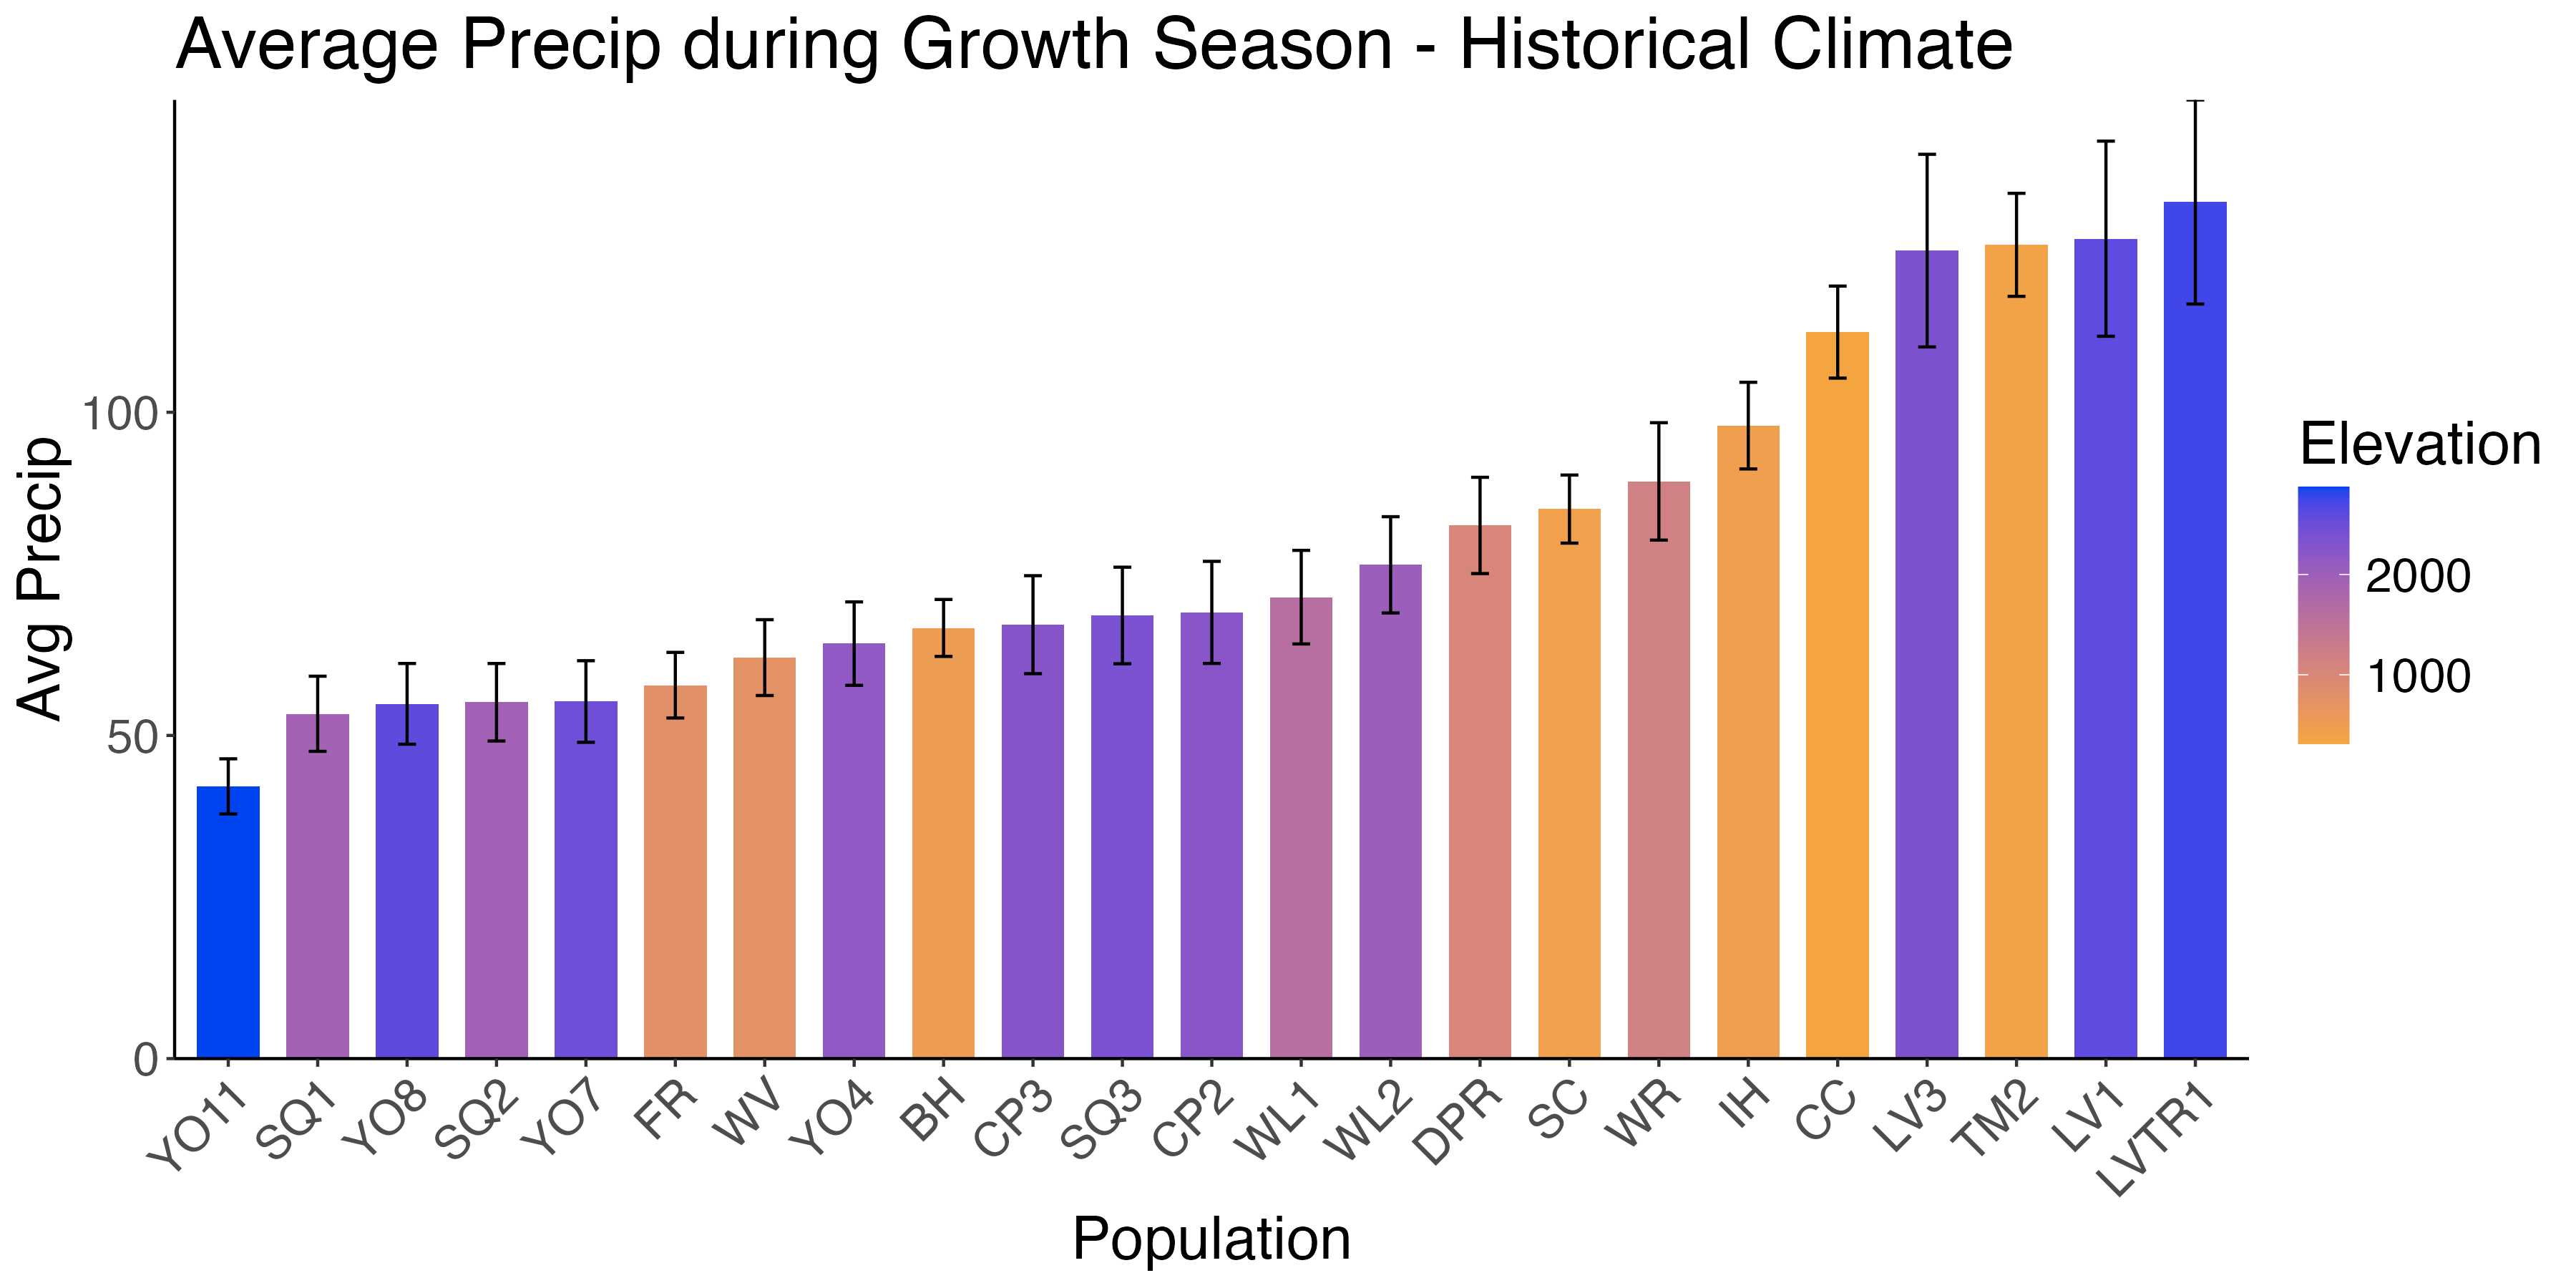 Average Precip during Growth Season - Historical Climate
Avg Precip
100
50
0
YO11
SQ1
YO8
SQ2
YO7
FR
WV
YO4
BH
CP3
SQ3
CP2
WL1
WL2
DPR
SC
WR
IH
CC
LV3
TM2
LV1
LVTR1
Population
Elevation
2000
1000